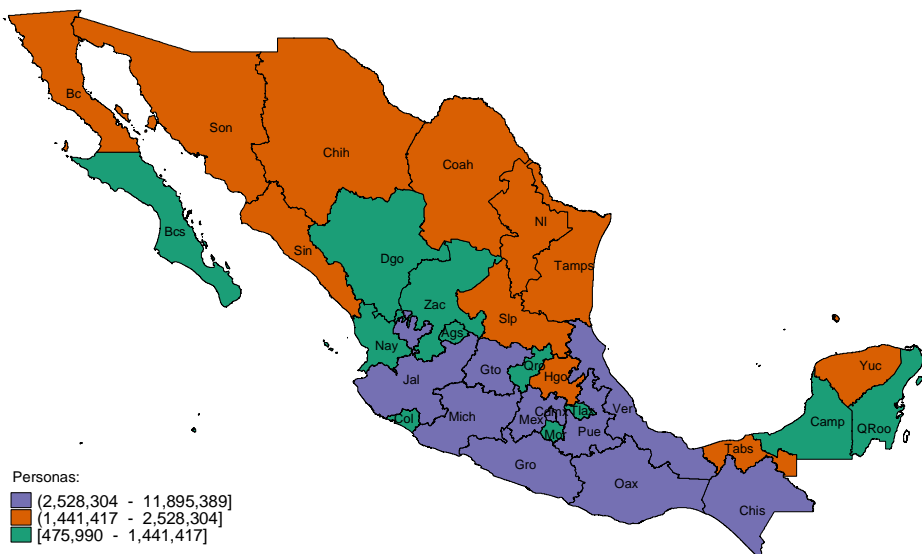 Bc
Son
Chih
Coah
Bcs
Nl
Sin
Dgo
Tamps
Zac
Slp
Ags
Nay
Qro
Yuc
Gto
Hgo
Jal
Cdmx
Tlax
Ver
Col
Mich
Mex
Camp
QRoo
Mor
Pue
Tabs
Gro
Oax
Chis
Personas:
(2,528,304 - 11,895,389]
(1,441,417 - 2,528,304]
[475,990 - 1,441,417]